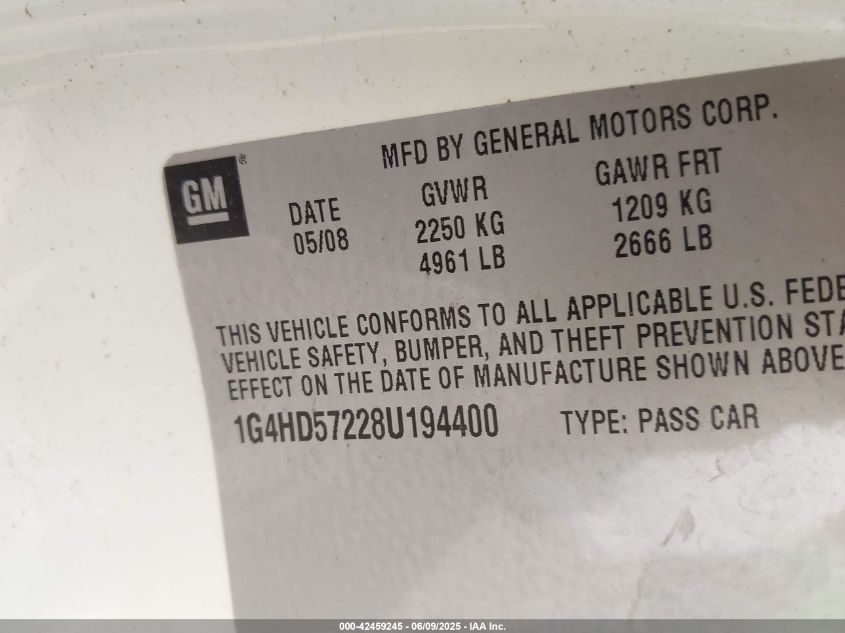 MFD BY GENERAL MOTORS CORP.
GM®
DATE GVWR GAWR FRT
05/08 2250 KG 1209 KG
4961 LB 2666 LB
THIS VEHICLE CONFORMS TO ALL APPLICABLE U.S. FEDE
VEHICLE SAFETY, BUMPER, AND THEFT PREVENTION STA
EFFECT ON THE DATE OF MANUFACTURE SHOWN ABOVE
1G4HD57228U194400 TYPE: PASS CAR
000-42459245 - 06/09/2025 - IAA Inc.